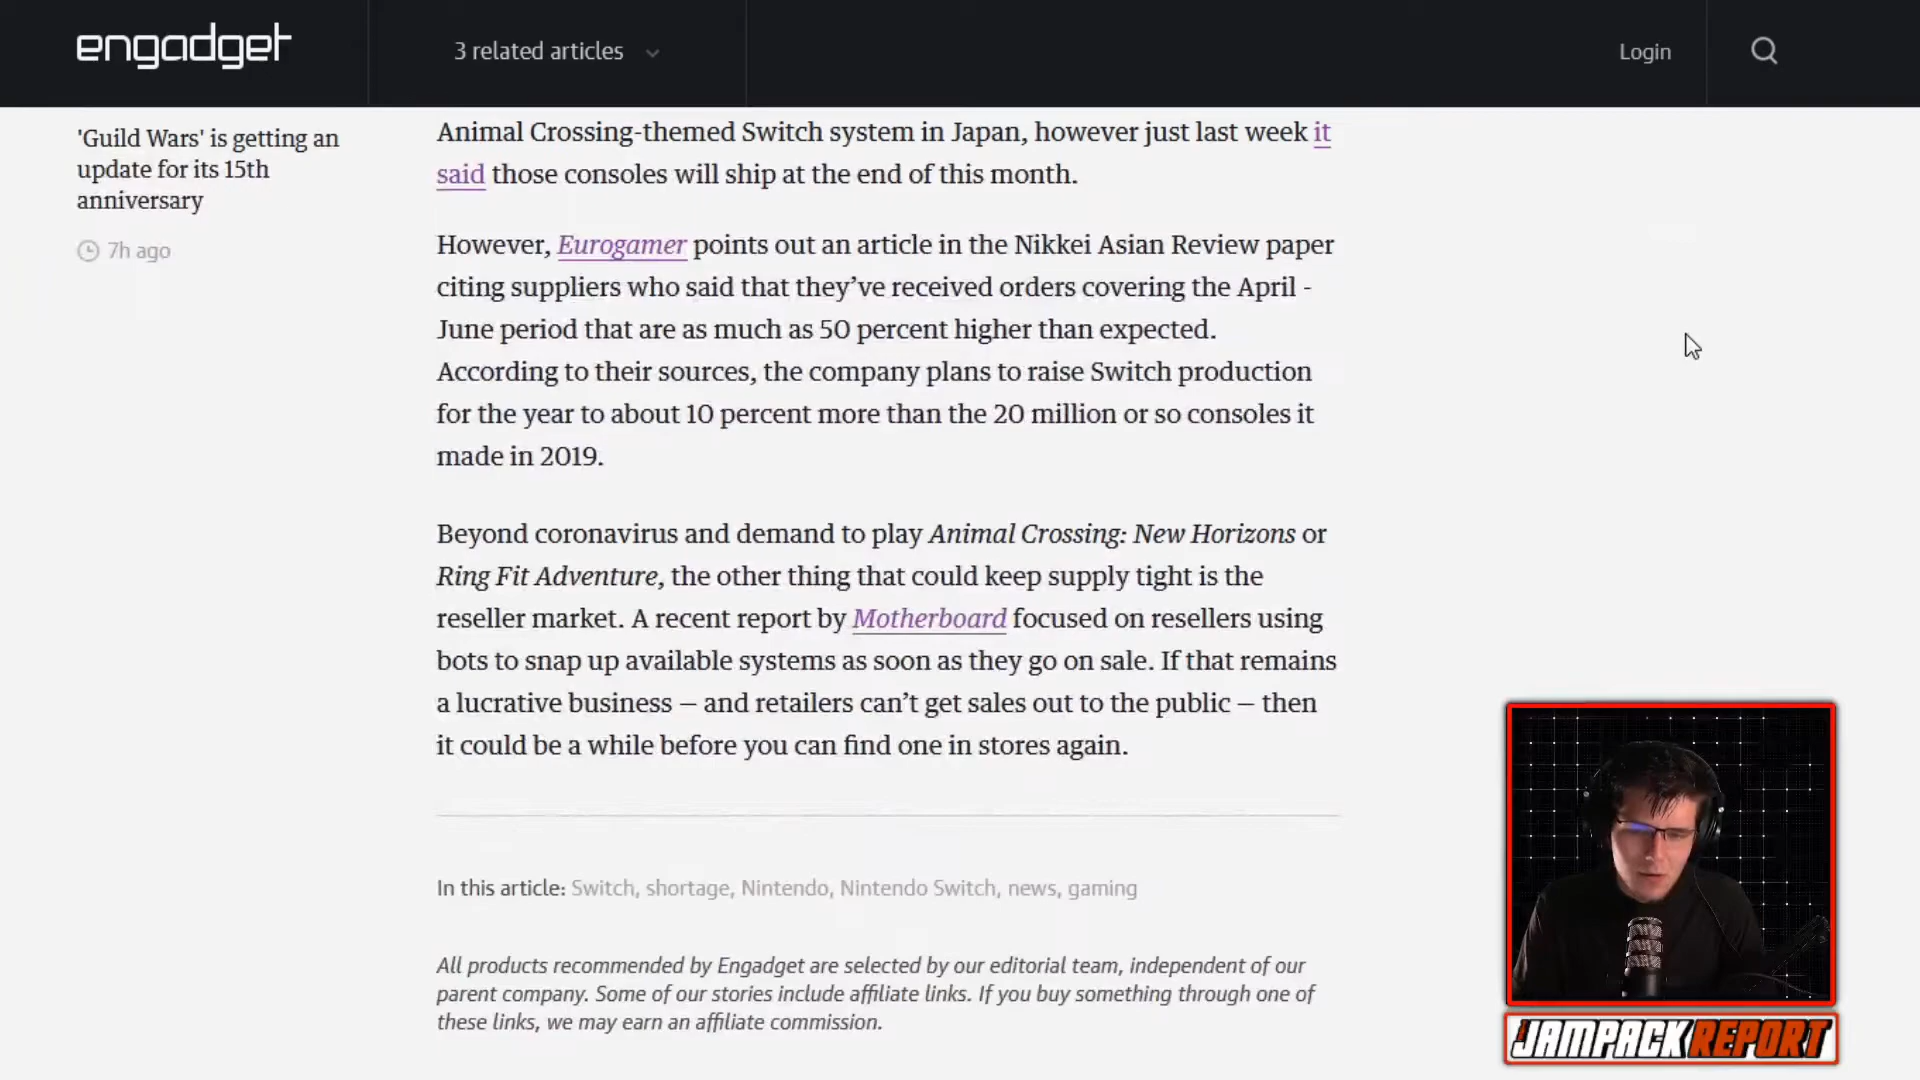 engadget
3 related articles
Login
'Guild Wars' is getting an
update for its 15th
anniversary
7h ago
Animal Crossing-themed Switch system in Japan, however just last week it
said those consoles will ship at the end of this month.
However, Eurogamer points out an article in the Nikkei Asian Review paper
citing suppliers who said that they’ve received orders covering the April -
June period that are as much as 50 percent higher than expected.
According to their sources, the company plans to raise Switch production
for the year to about 10 percent more than the 20 million or so consoles it
made in 2019.
Beyond coronavirus and demand to play Animal Crossing: New Horizons or
Ring Fit Adventure, the other thing that could keep supply tight is the
reseller market. A recent report by Motherboard focused on resellers using
bots to snap up available systems as soon as they go on sale. If that remains
a lucrative business — and retailers can’t get sales out to the public — then
it could be a while before you can find one in stores again.
In this article: Switch, shortage, Nintendo, Nintendo Switch, news, gaming
All products recommended by Engadget are selected by our editorial team, independent of our
parent company. Some of our stories include affiliate links. If you buy something through one of
these links, we may earn an affiliate commission.
THE JAMPACK REPORT